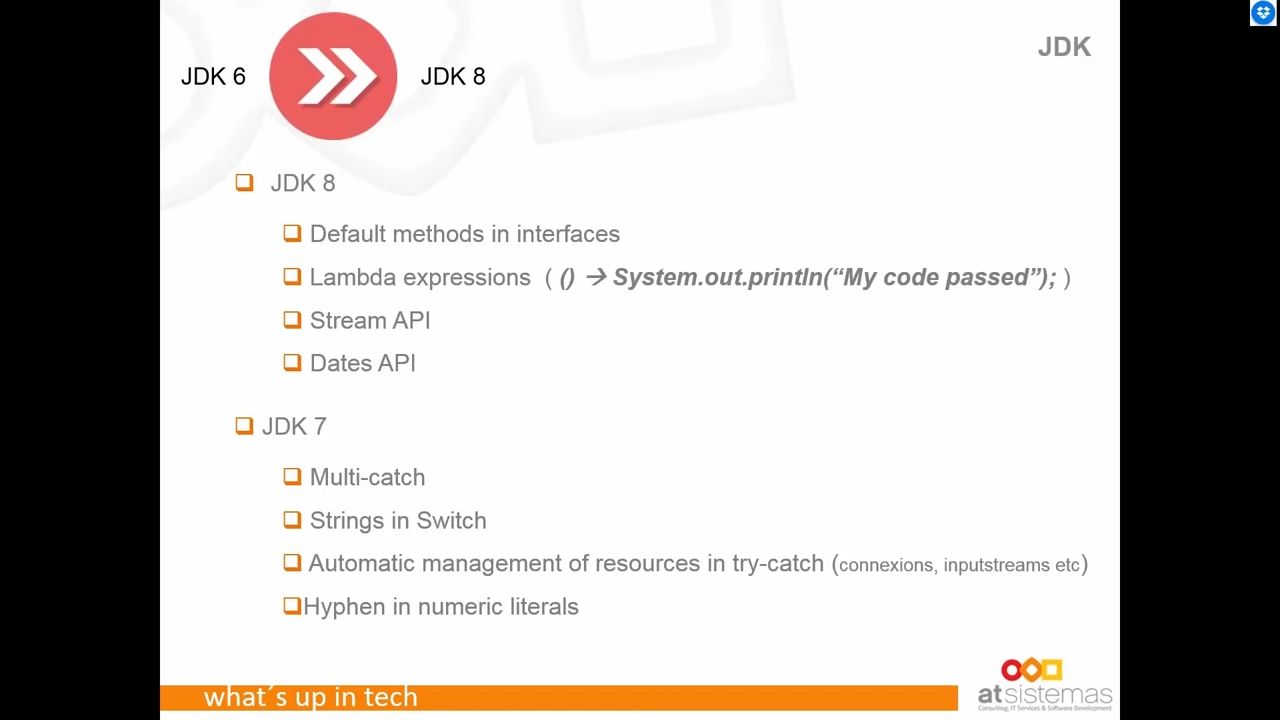 JDK
JDK 6 JDK 8
JDK 8
Default methods in interfaces
Lambda expressions ( () → System.out.println(“My code passed”); )
Stream API
Dates API
JDK 7
Multi-catch
Strings in Switch
Automatic management of resources in try-catch (connexions, inputstreams etc)
Hyphen in numeric literals
what´s up in tech
atsistemas
Consulting, IT Services & Software Development